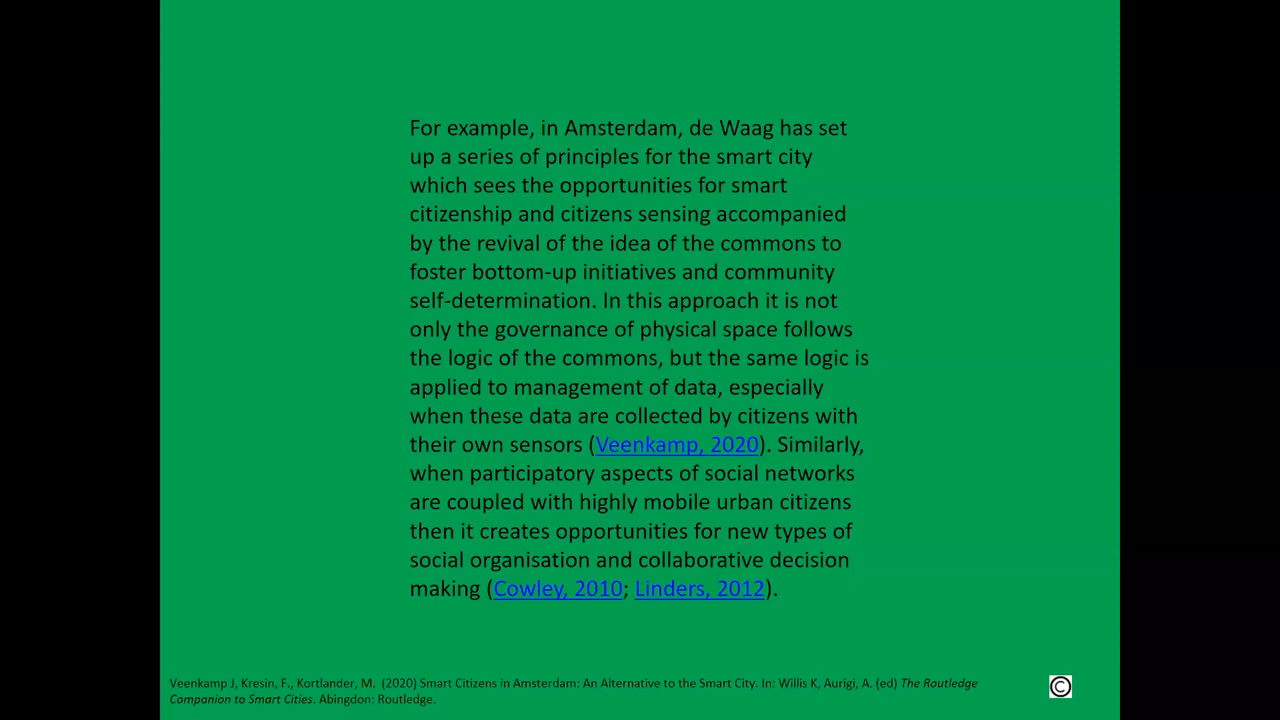 For example, in Amsterdam, de Waag has set
up a series of principles for the smart city
which sees the opportunities for smart
citizenship and citizens sensing accompanied
by the revival of the idea of the commons to
foster bottom-up initiatives and community
self-determination. In this approach it is not
only the governance of physical space follows
the logic of the commons, but the same logic is
applied to management of data, especially
when these data are collected by citizens with
their own sensors (Veenkamp, 2020). Similarly,
when participatory aspects of social networks
are coupled with highly mobile urban citizens
then it creates opportunities for new types of
social organisation and collaborative decision
making (Cowley, 2010; Linders, 2012).
Veenkamp J, Kresin, F., Kortlander, M. (2020) Smart Citizens in Amsterdam: An Alternative to the Smart City. In: Willis K, Aurigi, A. (ed) The Routledge
Companion to Smart Cities. Abingdon: Routledge.
©